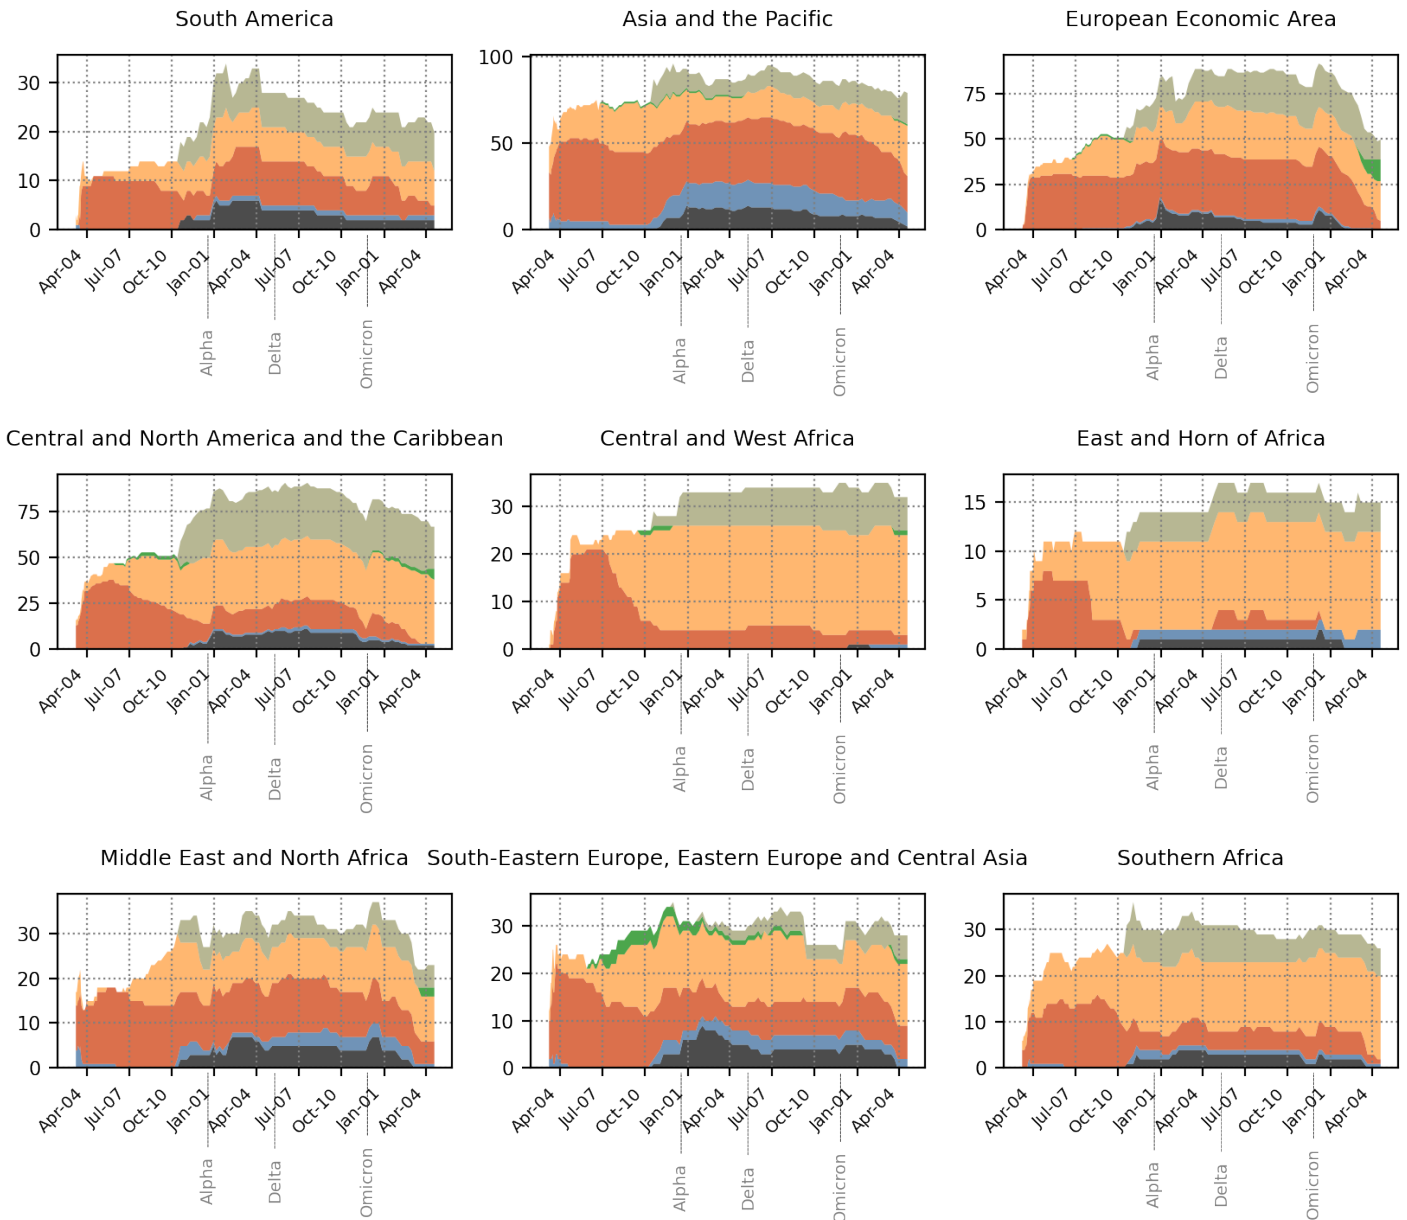 South America
Asia and the Pacific
European Economic Area
30
20
10
0
Apr-04 Jul-07 Oct-10 Jan-01 Apr-04 Jul-07 Oct-10 Jan-01 Apr-04
Alpha Delta Omicron
100
50
0
Apr-04 Jul-07 Oct-10 Jan-01 Apr-04 Jul-07 Oct-10 Jan-01 Apr-04
Alpha Delta Omicron
75
50
25
0
Apr-04 Jul-07 Oct-10 Jan-01 Apr-04 Jul-07 Oct-10 Jan-01 Apr-04
Alpha Delta Omicron
Central and North America and the Caribbean
Central and West Africa
East and Horn of Africa
75
50
25
0
Apr-04 Jul-07 Oct-10 Jan-01 Apr-04 Jul-07 Oct-10 Jan-01 Apr-04
Alpha Delta Omicron
30
20
10
0
Apr-04 Jul-07 Oct-10 Jan-01 Apr-04 Jul-07 Oct-10 Jan-01 Apr-04
Alpha Delta Omicron
15
10
5
0
Apr-04 Jul-07 Oct-10 Jan-01 Apr-04 Jul-07 Oct-10 Jan-01 Apr-04
Alpha Delta Omicron
Middle East and North Africa
South-Eastern Europe, Eastern Europe and Central Asia
Southern Africa
30
20
10
0
Apr-04 Jul-07 Oct-10 Jan-01 Apr-04 Jul-07 Oct-10 Jan-01 Apr-04
Alpha Delta Omicron
30
20
10
0
Apr-04 Jul-07 Oct-10 Jan-01 Apr-04 Jul-07 Oct-10 Jan-01 Apr-04
Alpha Delta Omicron
30
20
10
0
Apr-04 Jul-07 Oct-10 Jan-01 Apr-04 Jul-07 Oct-10 Jan-01 Apr-04
Alpha Delta Omicron